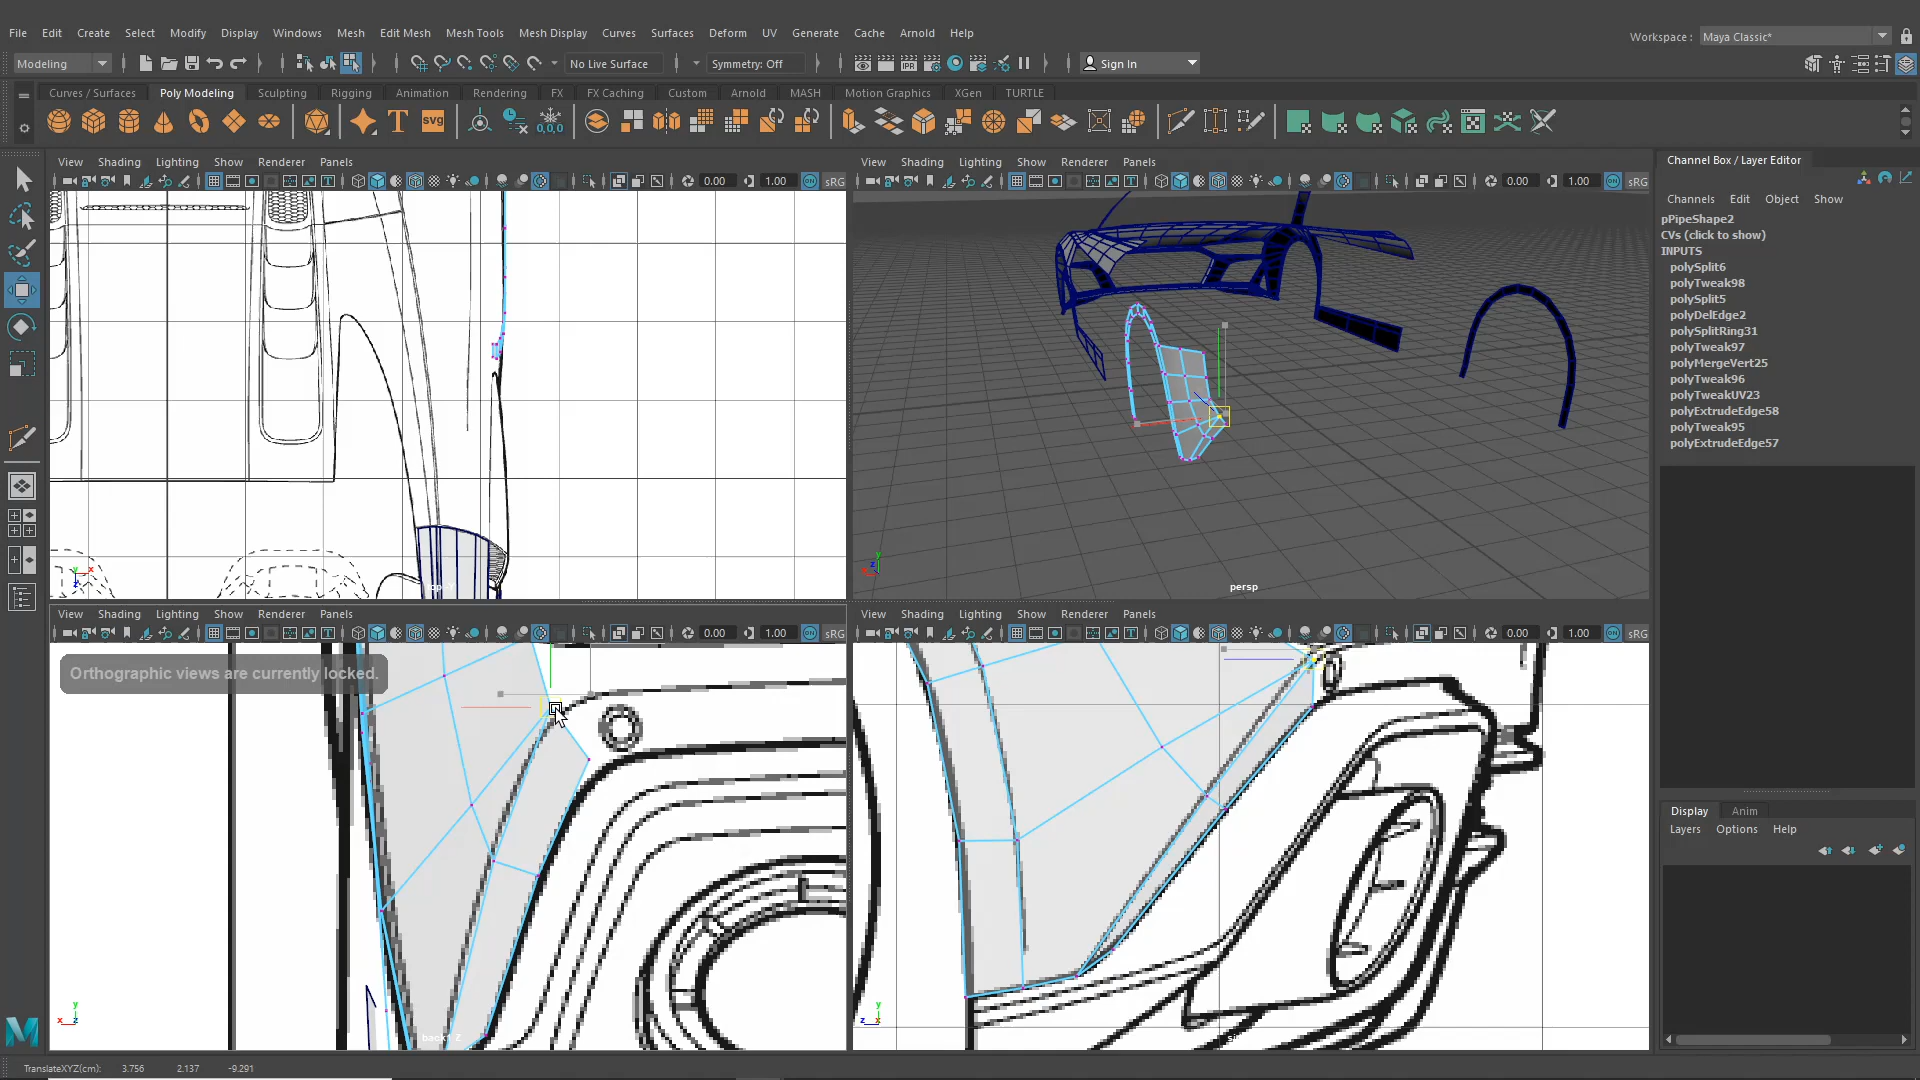 File Edit Create Select Modify Display Windows Mesh Edit Mesh Mesh Tools Mesh Display Curves Surfaces Deform UV Generate Cache Arnold Help
Workspace : Maya Classic*
Modeling No Live Surface Symmetry: Off Sign In
Curves / Surfaces Poly Modeling Sculpting Rigging Animation Rendering FX FX Caching Custom Arnold MASH Motion Graphics XGen TURTLE
View Shading Lighting Show Renderer Panels
0.00 1.00 sRG
View Shading Lighting Show Renderer Panels
0.00 1.00 sRG
persp
View Shading Lighting Show Renderer Panels
0.00 1.00 sRG
Orthographic views are currently locked.
View Shading Lighting Show Renderer Panels
0.00 1.00 sRG
Channel Box / Layer Editor
Channels Edit Object Show
pPipeShape2
CVs (click to show)
INPUTS
polySplit6
polyTweak98
polySplit5
polyDelEdge2
polySplitRing31
polyTweak97
polyMergeVert25
polyTweak96
polyTweakUV23
polyExtrudeEdge58
polyTweak95
polyExtrudeEdge57
Display Anim
Layers Options Help
TranslateXYZ(cm): 3.756 2.137 -9.291